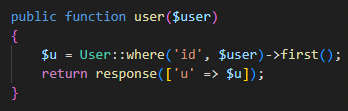 public function user($user)
{
    $u = User::where('id', $user)->first();
    return response(['u' => $u]);
}